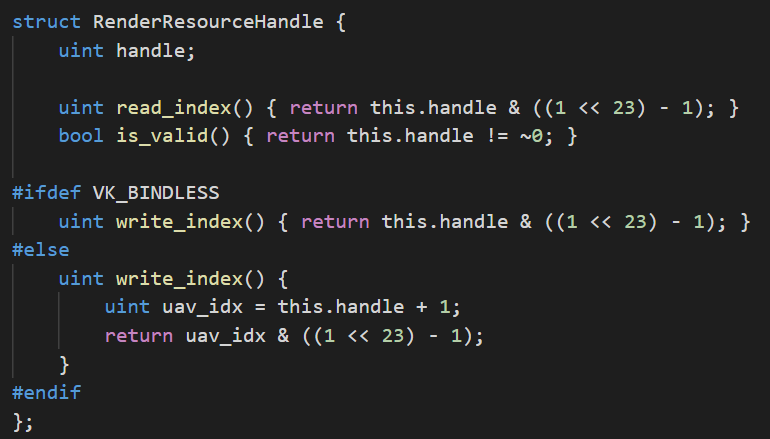 struct RenderResourceHandle {
    uint handle;

    uint read_index() { return this.handle & ((1 << 23) - 1); }
    bool is_valid() { return this.handle != ~0; }

#ifdef VK_BINDLESS
    uint write_index() { return this.handle & ((1 << 23) - 1); }
#else
    uint write_index() {
        uint uav_idx = this.handle + 1;
        return uav_idx & ((1 << 23) - 1);
    }
#endif
};